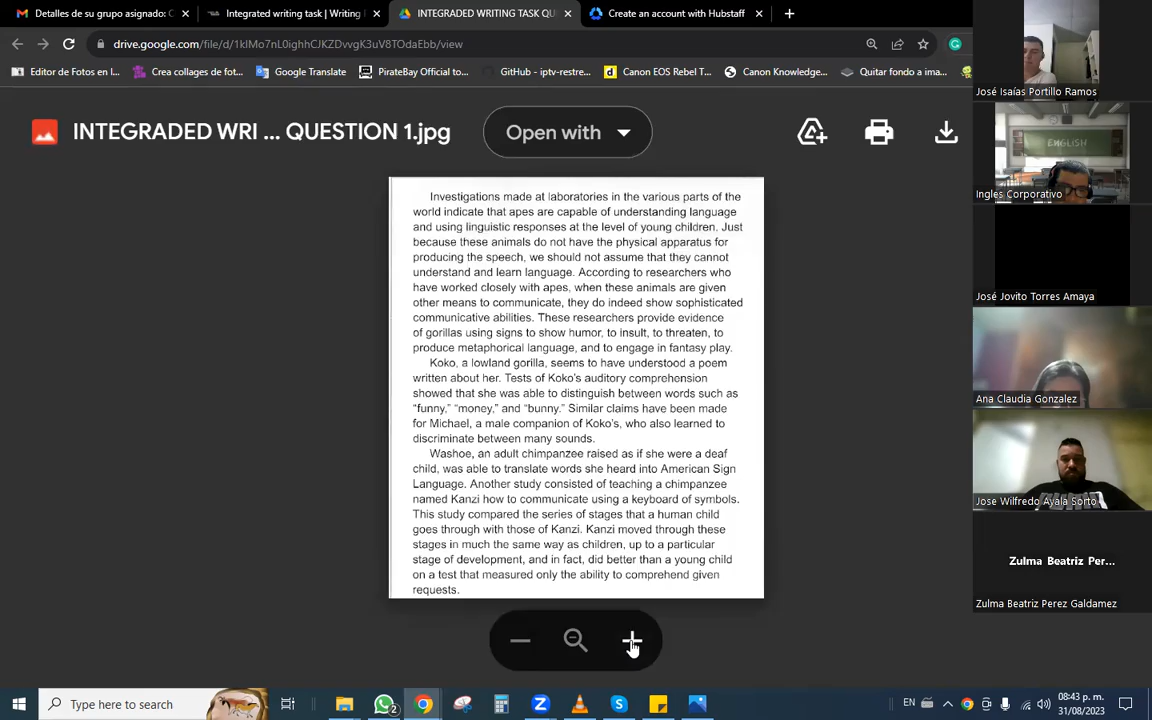 Detalles de su grupo asignado: C
Integrated writing task | Writing
INTEGRADED WRITING TASK QU
Create an account with Hubstaff
drive.google.com/file/d/1klMo7nL0ighhCJKZDvvgK3uV8TOdaEbb/view
Editor de Fotos en l...
Crea collages de fot...
Google Translate
PirateBay Official to...
GitHub - iptv-restre...
Canon EOS Rebel T...
Canon Knowledge...
Quitar fondo a ima...
INTEGRADED WRI ... QUESTION 1.jpg
Open with
Investigations made at laboratories in the various parts of the
world indicate that apes are capable of understanding language
and using linguistic responses at the level of young children. Just
because these animals do not have the physical apparatus for
producing the speech, we should not assume that they cannot
understand and learn language. According to researchers who
have worked closely with apes, when these animals are given
other means to communicate, they do indeed show sophisticated
communicative abilities. These researchers provide evidence
of gorillas using signs to show humor, to insult, to threaten, to
produce metaphorical language, and to engage in fantasy play.
Koko, a lowland gorilla, seems to have understood a poem
written about her. Tests of Koko's auditory comprehension
showed that she was able to distinguish between words such as
“funny,” “money,” and “bunny.” Similar claims have been made
for Michael, a male companion of Koko's, who also learned to
discriminate between many sounds.
Washoe, an adult chimpanzee raised as if she were a deaf
child, was able to translate words she heard into American Sign
Language. Another study consisted of teaching a chimpanzee
named Kanzi how to communicate using a keyboard of symbols.
This study compared the series of stages that a human child
goes through with those of Kanzi. Kanzi moved through these
stages in much the same way as children, up to a particular
stage of development, and in fact, did better than a young child
on a test that measured only the ability to comprehend given
requests.
José Isaías Portillo Ramos
ENGLISH
Ingles Corporativo
José Jovito Torres Amaya
Ana Claudia Gonzalez
Jose Wilfredo Ayala Sorto
Zulma Beatriz Per...
Zulma Beatriz Perez Galdamez
Type here to search
2
EN
08:43 p. m.
31/08/2023